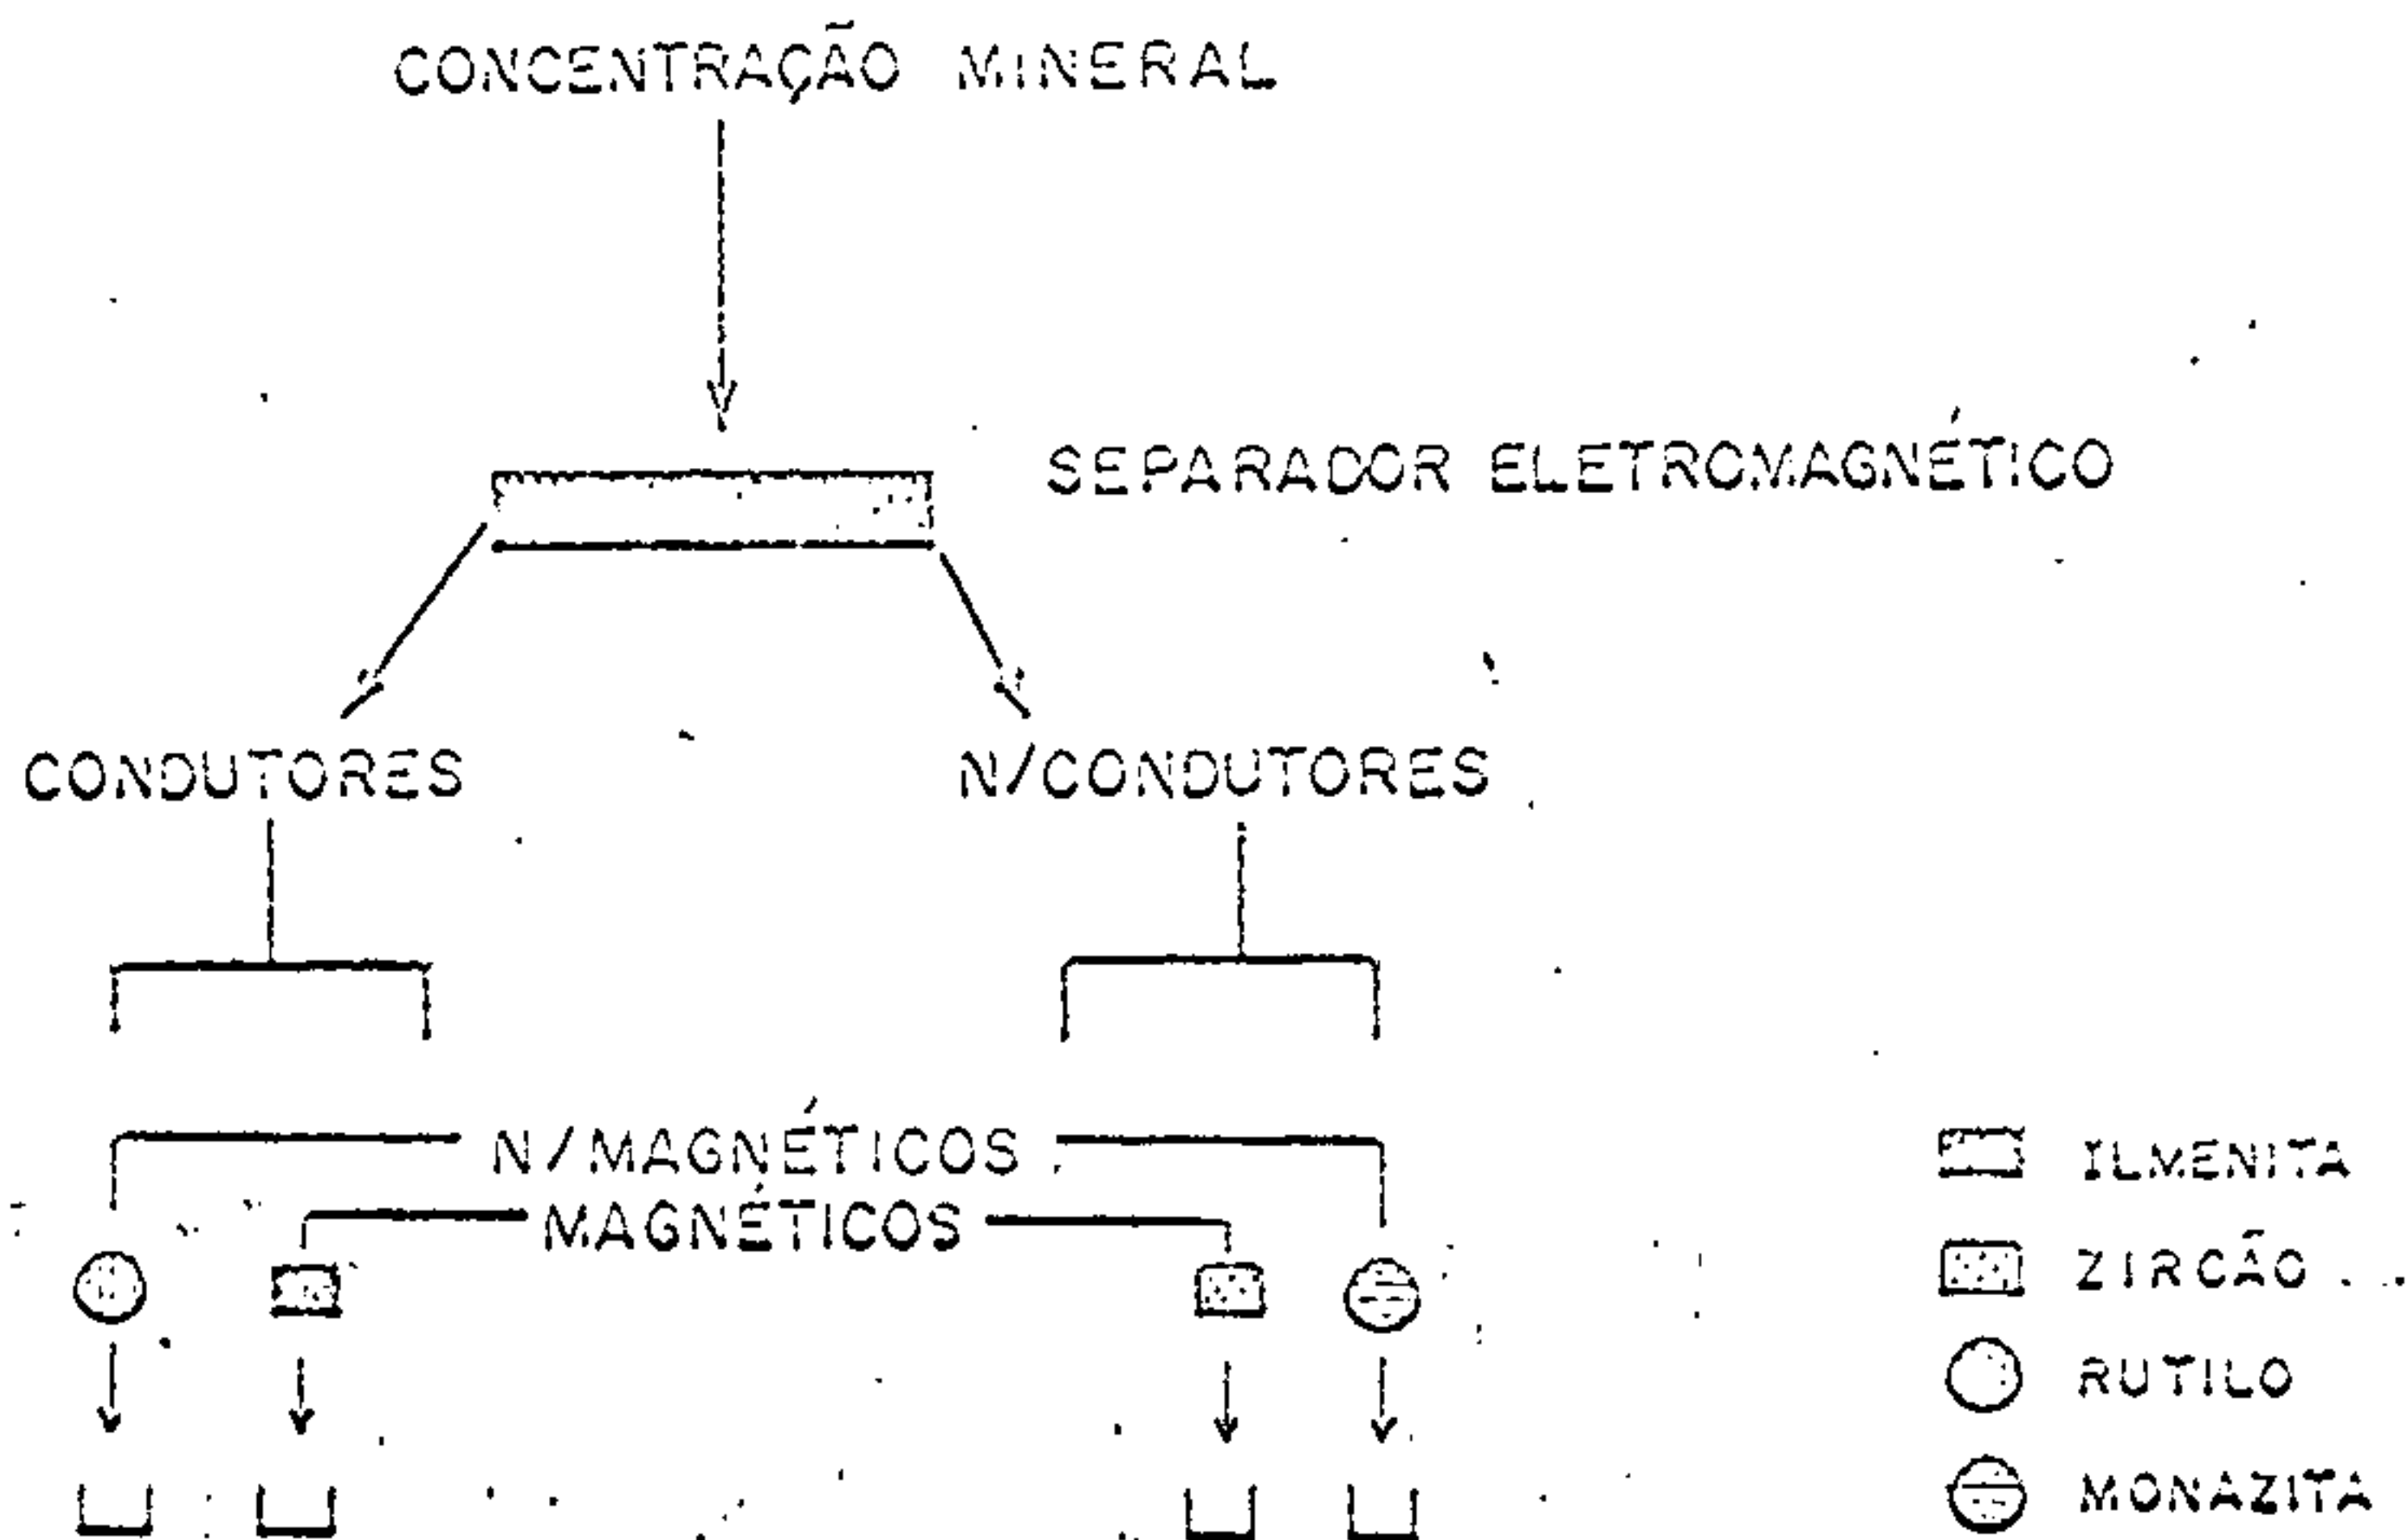 CONCENTRAÇÃO MINERAL
SEPARADOR ELETROMAGNÉTICO
CONDUTORES
N/CONDUTORES
N/MAGNÉTICOS
MAGNÉTICOS
ILMENITA
ZIRCÃO
RUTILO
MONAZITA